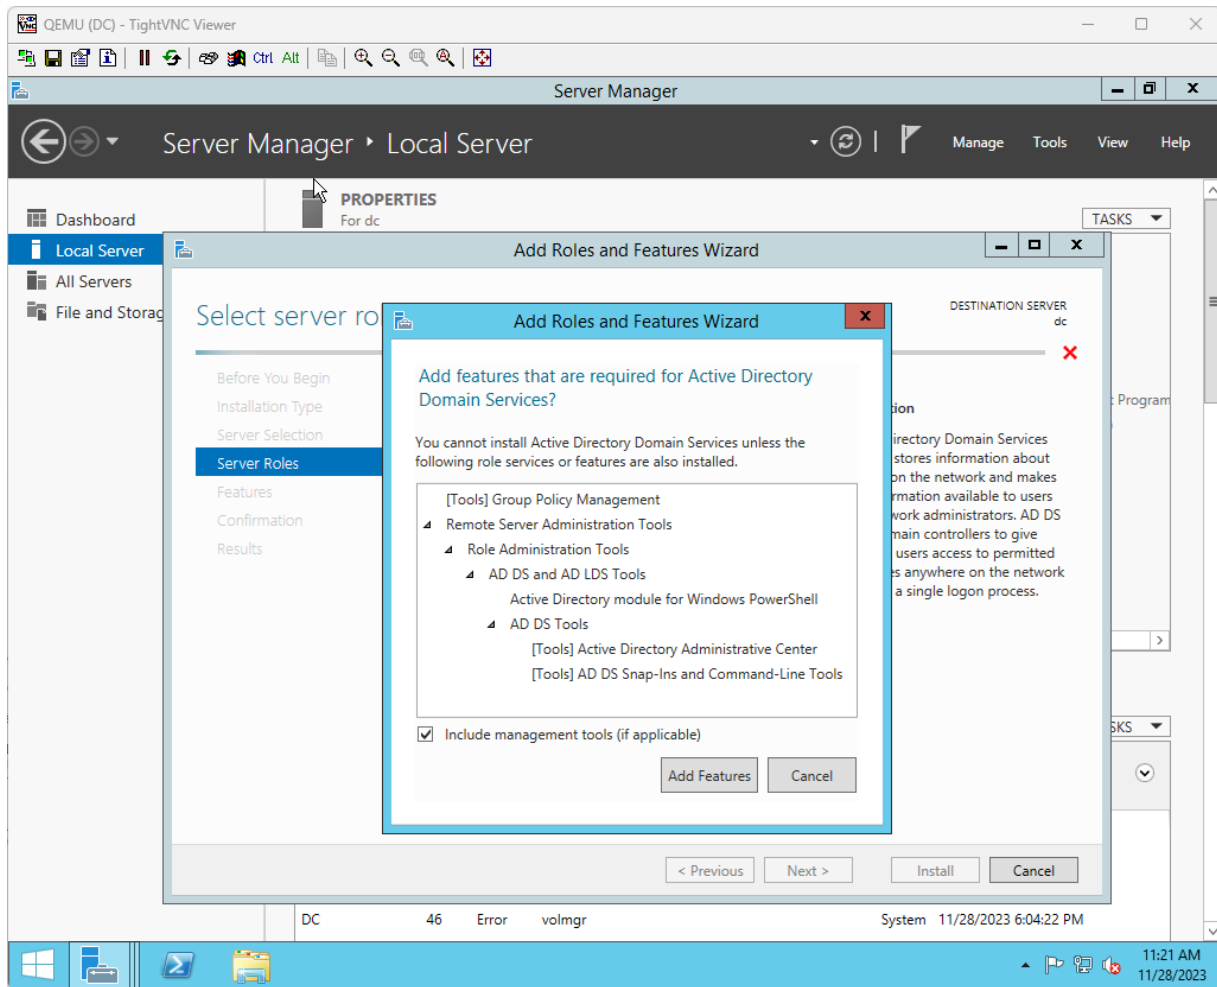 QEMU (DC) - TightVNC Viewer
Ctrl Alt
Server Manager
Server Manager • Local Server
Manage Tools View Help
PROPERTIES
For dc
TASKS
Dashboard
Local Server
All Servers
File and Storag
Add Roles and Features Wizard
Select server ro
DESTINATION SERVER
dc
Before You Begin
Installation Type
Server Selection
Server Roles
Features
Confirmation
Results
Add Roles and Features Wizard
Add features that are required for Active Directory
Domain Services?
You cannot install Active Directory Domain Services unless the
following role services or features are also installed.
[Tools] Group Policy Management
Remote Server Administration Tools
Role Administration Tools
AD DS and AD LDS Tools
Active Directory module for Windows PowerShell
AD DS Tools
[Tools] Active Directory Administrative Center
[Tools] AD DS Snap-Ins and Command-Line Tools
Include management tools (if applicable)
Add Features Cancel
tion
irectory Domain Services
stores information about
on the network and makes
rmation available to users
work administrators. AD DS
main controllers to give
users access to permitted
es anywhere on the network
a single logon process.
t Program
SKS
< Previous Next > Install Cancel
DC 46 Error volmgr System 11/28/2023 6:04:22 PM
11:21 AM
11/28/2023